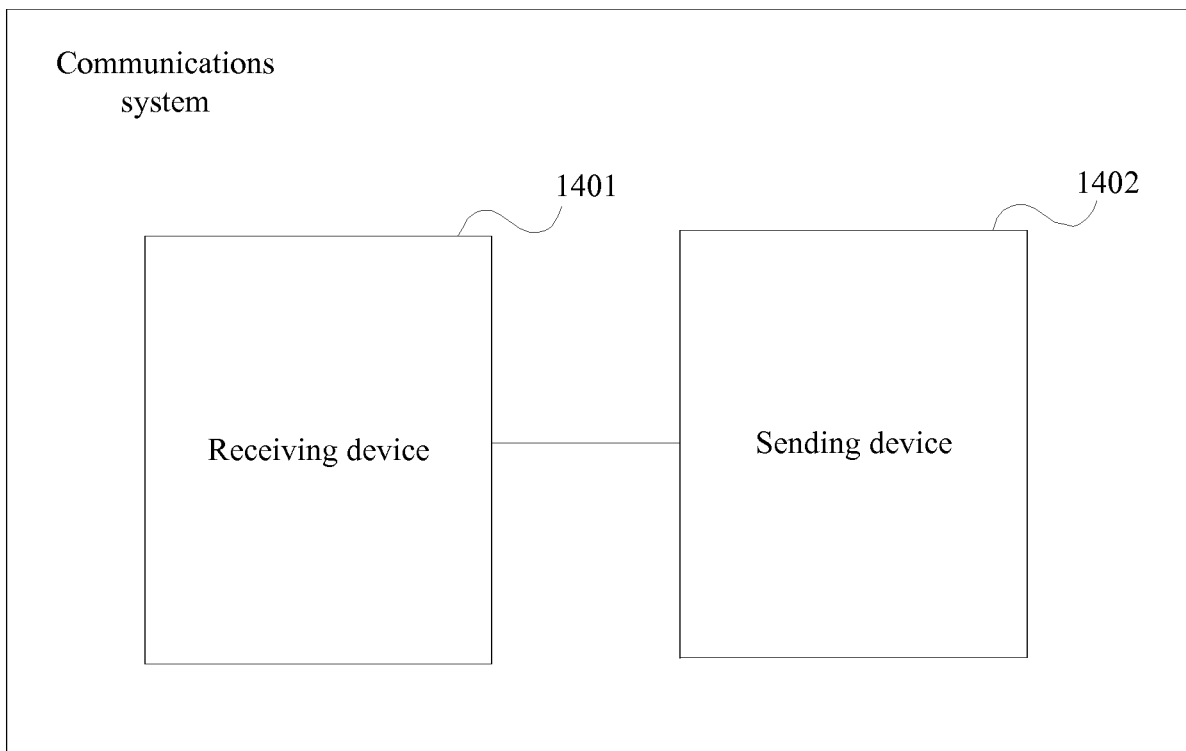 Communications
system
1401
1402
Receiving device
Sending device